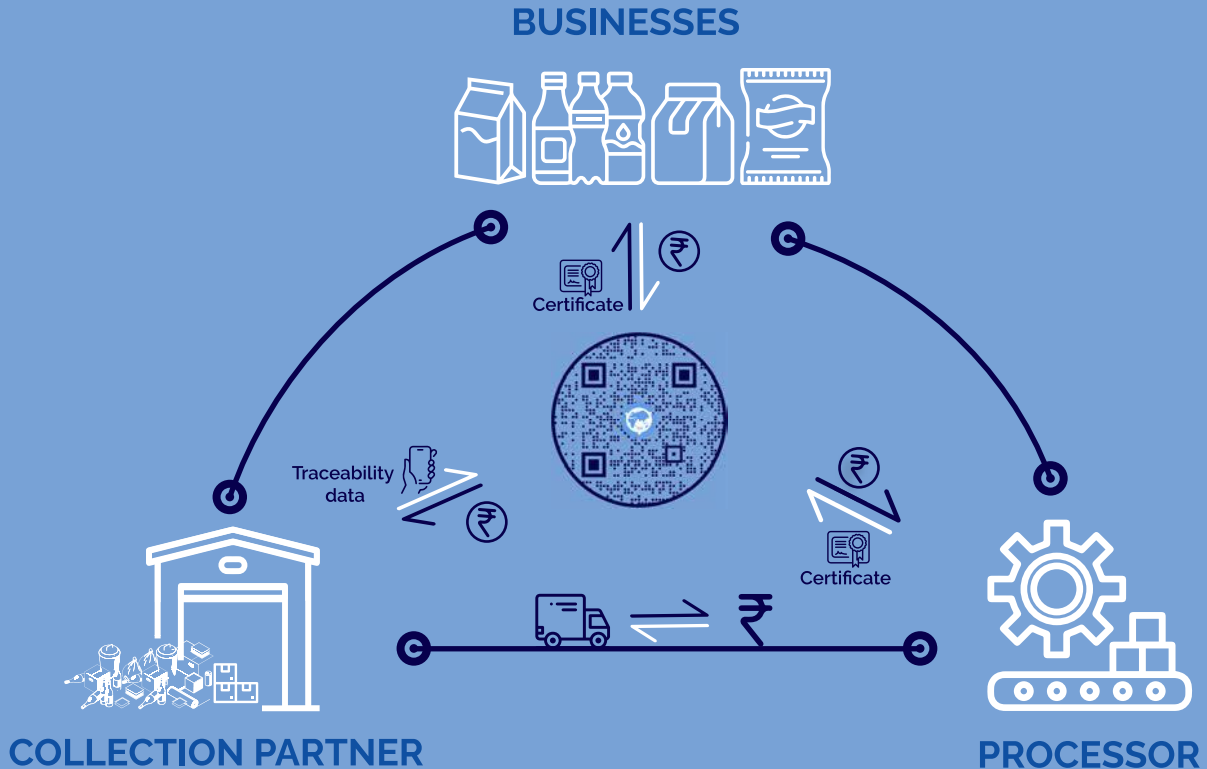 BUSINESSES
₹
Certificate
Traceability
data
₹
₹
Certificate
₹
COLLECTION PARTNER
PROCESSOR